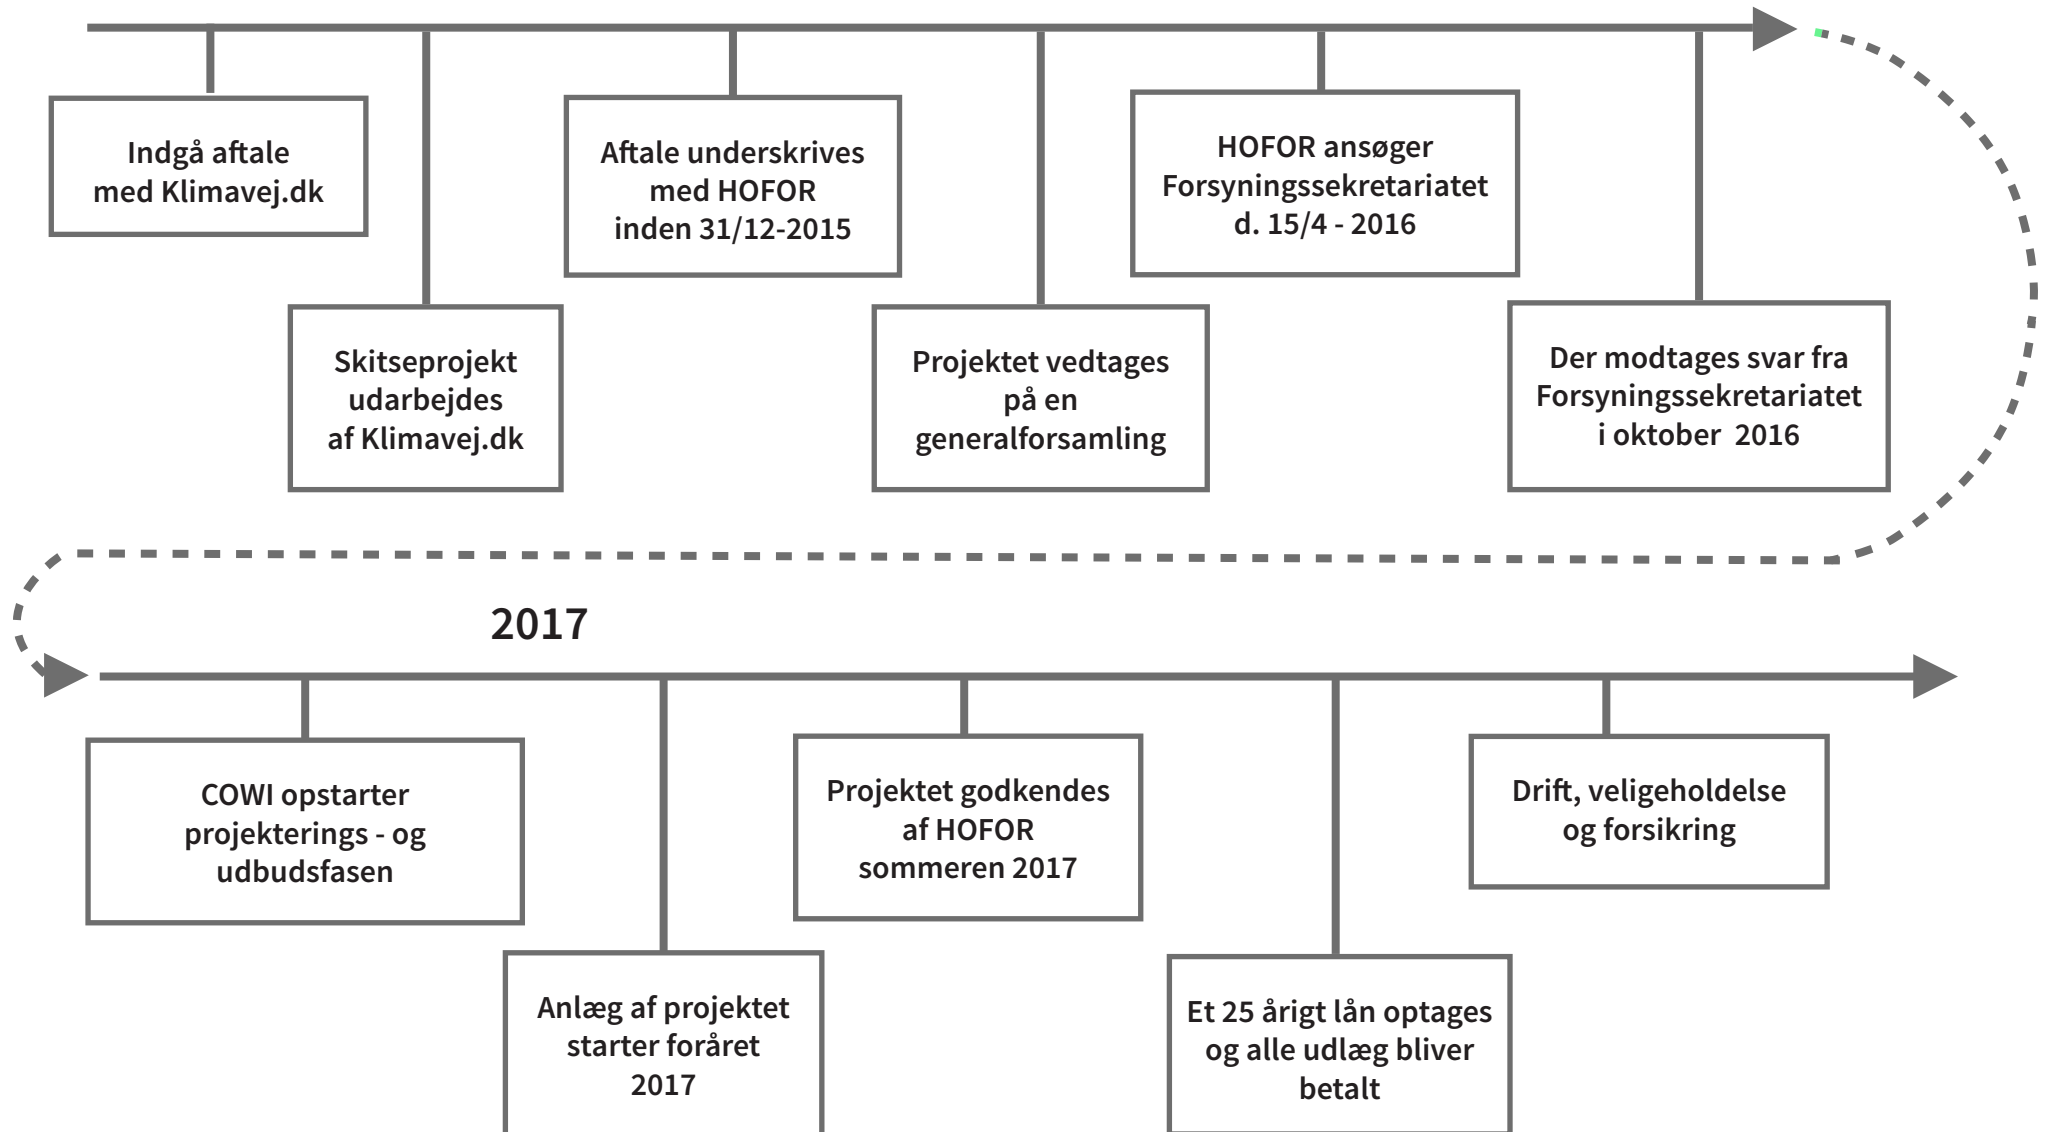 Indgå aftale
med Klimavej.dk
Skitseprojekt
udarbejdes
af Klimavej.dk
Aftale underskrives
med HOFOR
inden 31/12-2015
Projektet vedtages
på en
generalforsamling
HOFOR ansøger
Forsyningssekretariatet
d. 15/4 - 2016
Der modtages svar fra
Forsyningssekretariatet
i oktober  2016
2017
COWI opstarter
projekterings - og
udbudsfasen
Anlæg af projektet
starter foråret
2017
Projektet godkendes
af HOFOR
sommeren 2017
Et 25 årigt lån optages
og alle udlæg bliver
betalt
Drift, veligeholdelse
og forsikring